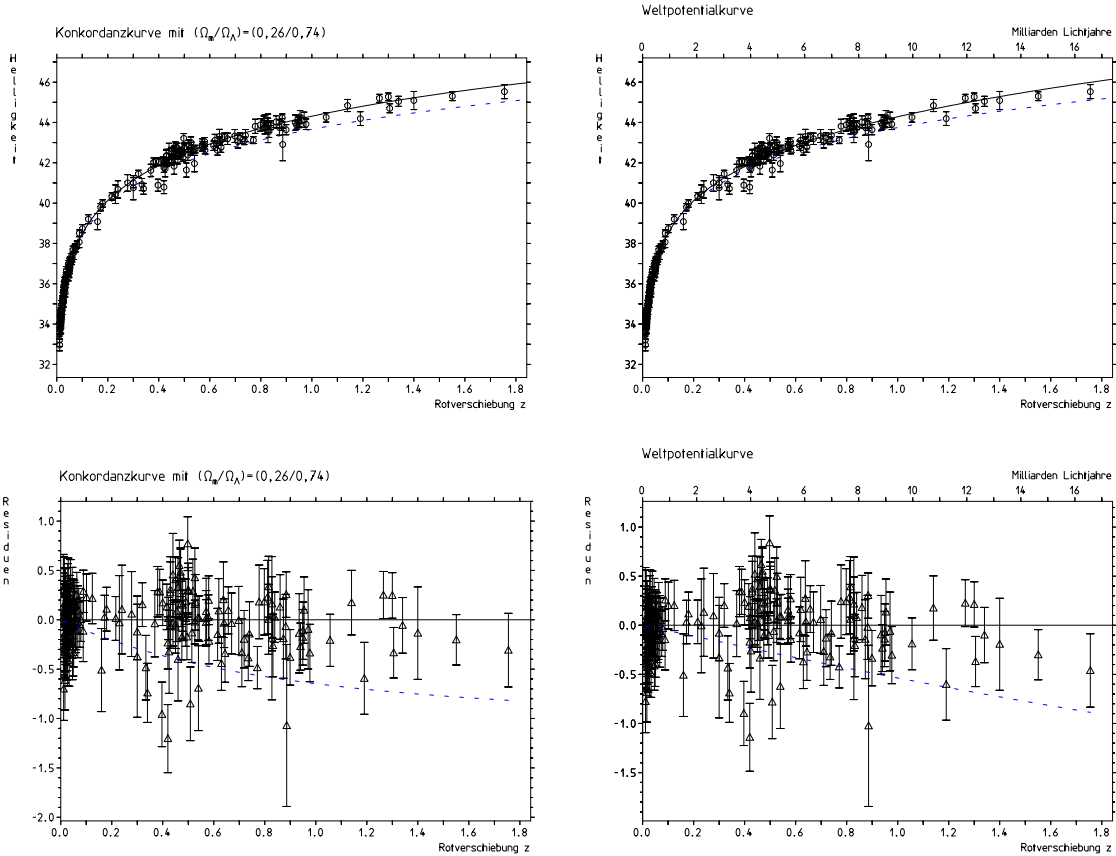 Konkordanzkurve mit (Ωm/ΩΛ)=(0,26/0,74)
Helligkeit
46
44
42
40
38
36
34
32
0.0 0.2 0.4 0.6 0.8 1.0 1.2 1.4 1.6 1.8
Rotverschiebung z
Weltpotentialkurve
Milliarden Lichtjahre
0 2 4 6 8 10 12 14 16
Helligkeit
46
44
42
40
38
36
34
32
0.0 0.2 0.4 0.6 0.8 1.0 1.2 1.4 1.6 1.8
Rotverschiebung z
Konkordanzkurve mit (Ωm/ΩΛ)=(0,26/0,74)
Residuen
1.0
0.5
0.0
-0.5
-1.0
-1.5
-2.0
0.0 0.2 0.4 0.6 0.8 1.0 1.2 1.4 1.6 1.8
Rotverschiebung z
Weltpotentialkurve
Milliarden Lichtjahre
0 2 4 6 8 10 12 14 16
Residuen
1.0
0.5
0.0
-0.5
-1.0
-1.5
0.0 0.2 0.4 0.6 0.8 1.0 1.2 1.4 1.6 1.8
Rotverschiebung z